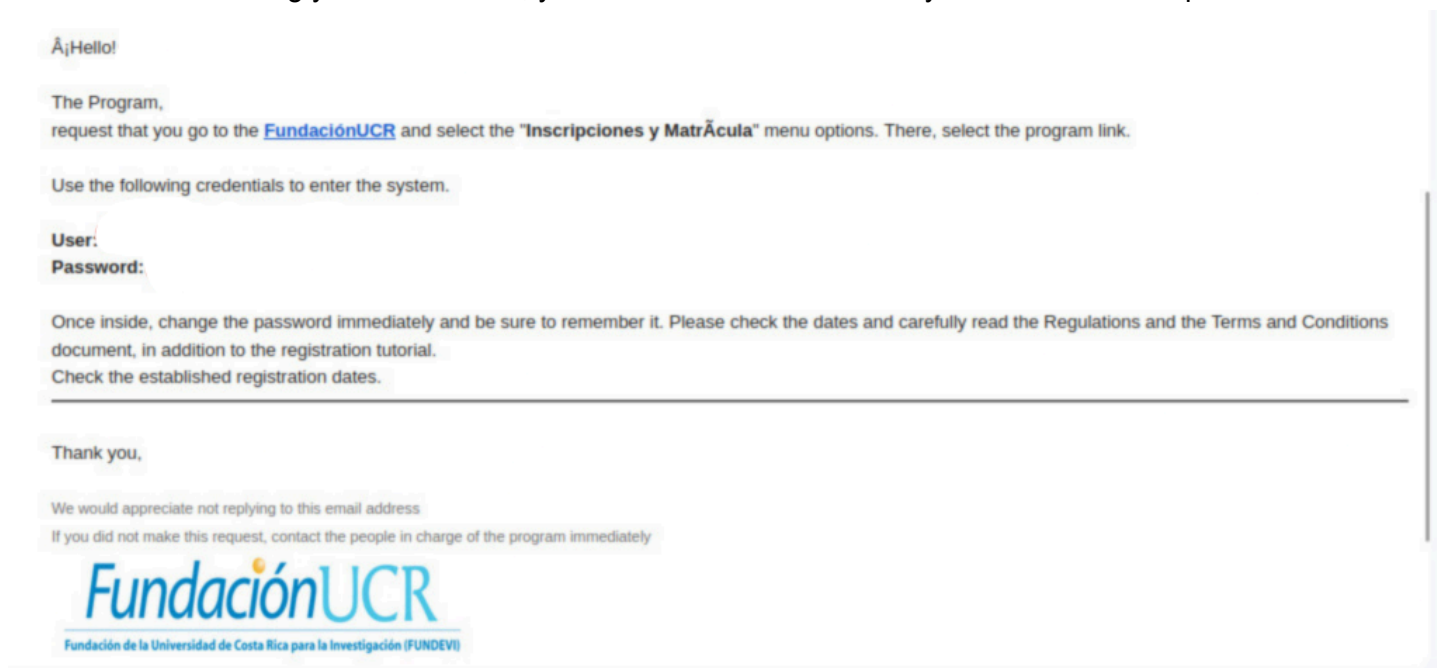 Â¡Hello!
The Program,
request that you go to the FundaciónUCR and select the "Inscripciones y MatrÃcula" menu options. There, select the program link.
Use the following credentials to enter the system.
User:
Password:
Once inside, change the password immediately and be sure to remember it. Please check the dates and carefully read the Regulations and the Terms and Conditions
document, in addition to the registration tutorial.
Check the established registration dates.
Thank you,
We would appreciate not replying to this email address
If you did not make this request, contact the people in charge of the program immediately
FundaciónUCR
Fundación de la Universidad de Costa Rica para la Investigación (FUNDEVI)